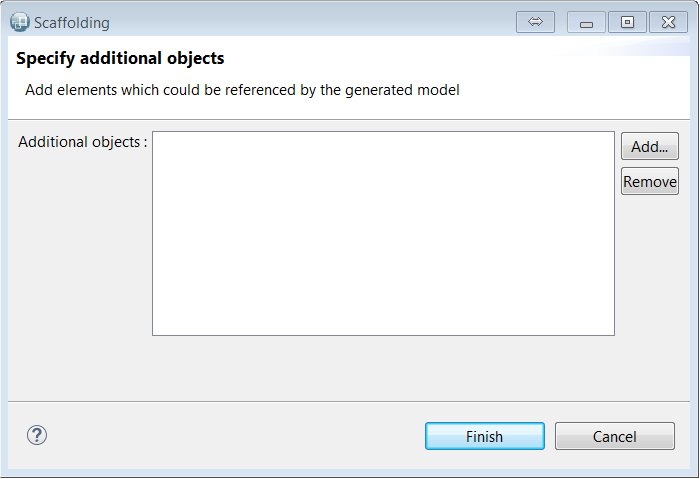 Scaffolding
Specify additional objects
Add elements which could be referenced by the generated model
Additional objects :
Add...
Remove
?
Finish
Cancel